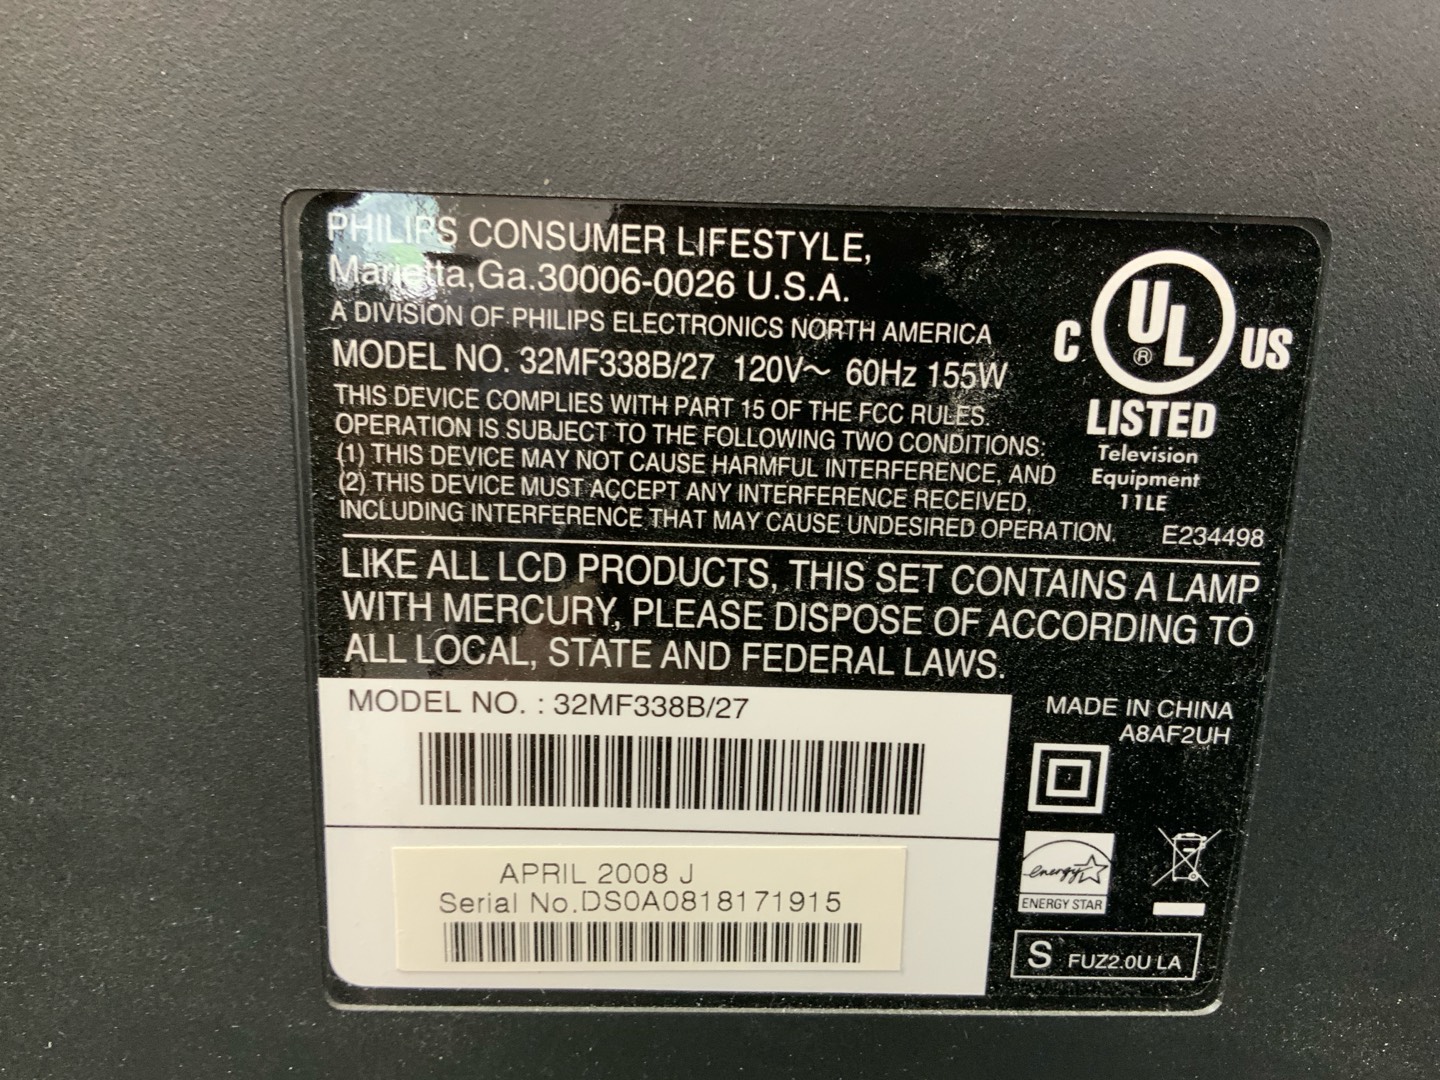 PHILIPS CONSUMER LIFESTYLE,
Marietta,Ga.30006-0026 U.S.A.
A DIVISION OF PHILIPS ELECTRONICS NORTH AMERICA
MODEL NO. 32MF338B/27 120V~ 60Hz 155W
THIS DEVICE COMPLIES WITH PART 15 OF THE FCC RULES.
OPERATION IS SUBJECT TO THE FOLLOWING TWO CONDITIONS:
(1) THIS DEVICE MAY NOT CAUSE HARMFUL INTERFERENCE, AND
(2) THIS DEVICE MUST ACCEPT ANY INTERFERENCE RECEIVED,
INCLUDING INTERFERENCE THAT MAY CAUSE UNDESIRED OPERATION.
C UL ® US
LISTED
Television
Equipment
11LE
E234498
LIKE ALL LCD PRODUCTS, THIS SET CONTAINS A LAMP
WITH MERCURY, PLEASE DISPOSE OF ACCORDING TO
ALL LOCAL, STATE AND FEDERAL LAWS.
MODEL NO. : 32MF338B/27
APRIL 2008 J
Serial No.DS0A0818171915
MADE IN CHINA
A8AF2UH
energy
ENERGY STAR
S FUZ2.0U LA